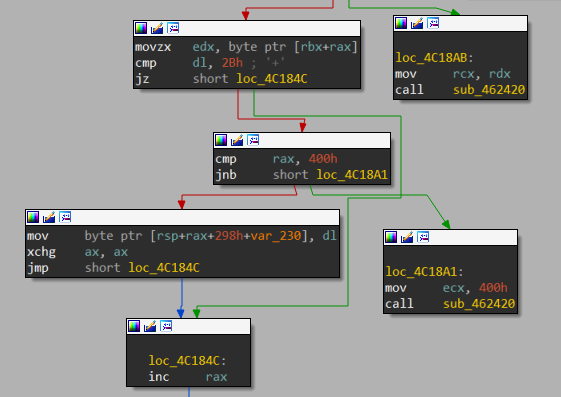 movzx edx, byte ptr [rbx+rax]
cmp dl, 2Bh ; '+'
jz short loc_4C184C
loc_4C18AB:
mov rcx, rdx
call sub_462420
cmp rax, 400h
jnb short loc_4C18A1
mov byte ptr [rsp+rax+298h+var_230], dl
xchg ax, ax
jmp short loc_4C184C
loc_4C18A1:
mov ecx, 400h
call sub_462420
loc_4C184C:
inc rax